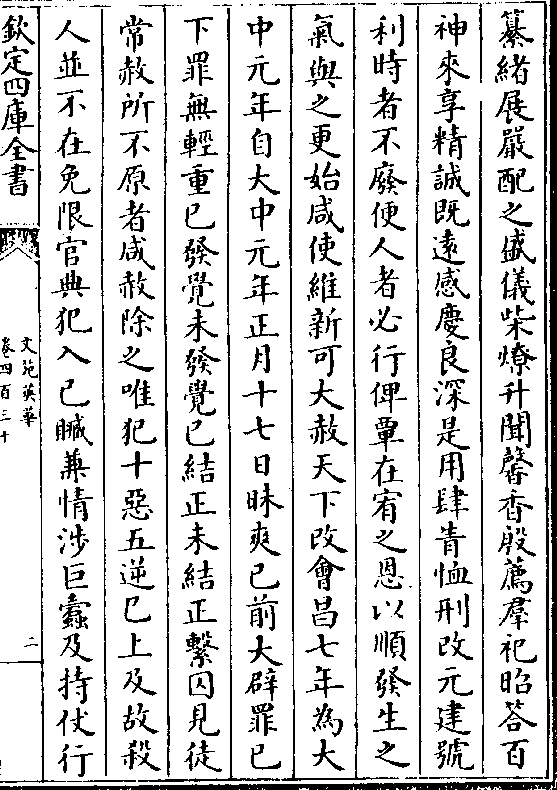 纂緒展嚴配之盛儀柴燎升聞馨香殷薦羣祀昭荅百
神來享精誠既遠感慶良深是用肆眚恤刑改元建號
利時者不廢便人者必行俾覃在宥之恩以順發生之
氣與之更始咸使維新可大赦天下改會昌七年為大
中元年自大中元年正月十七日昧爽已前大辟罪已
下罪無輕重已發覺未發覺已結正未結正繫囚見徒
常赦所不原者咸赦除之唯犯十惡五逆已上及故殺
人並不在免限官典犯入已贓兼情涉巨蠹及持仗行
欽定四庫全書
文苑英華
卷四百三十
二